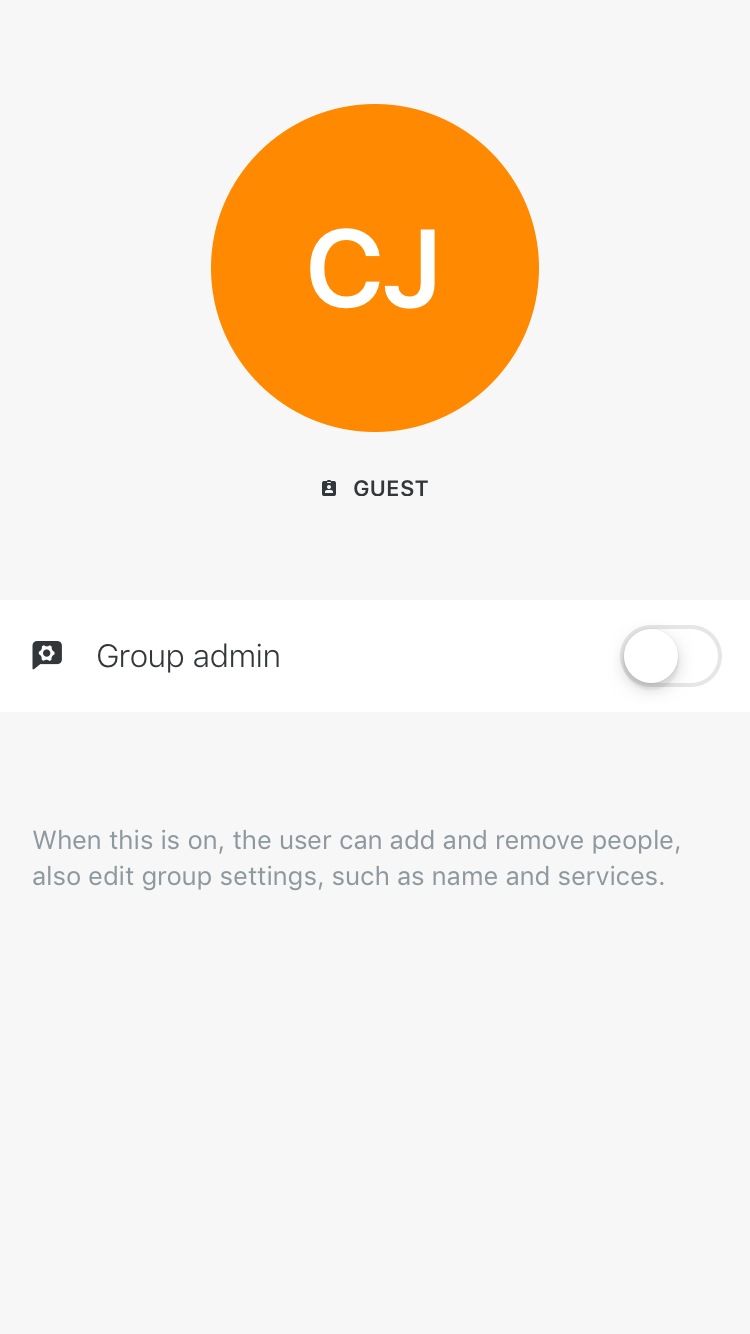 CJ
GUEST
Group admin
When this is on, the user can add and remove people,
also edit group settings, such as name and services.